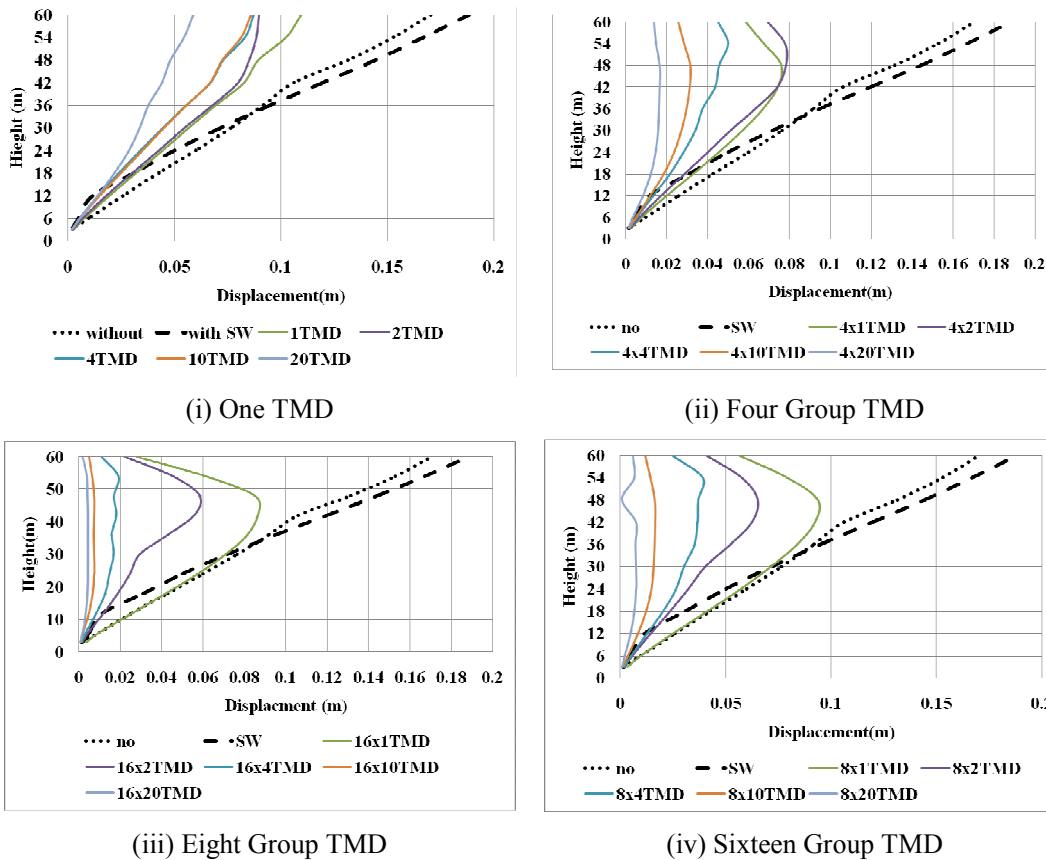 60
54
48
42
36
30
24
18
12
6
0
Hieght (m)
0 0.05 0.1 0.15 0.2
Displacement(m)
without with SW 1TMD 2TMD
4TMD 10TMD 20TMD
(i) One TMD
60
54
48
42
36
30
24
18
12
6
0
Height (m)
0 0.02 0.04 0.06 0.08 0.1 0.12 0.14 0.16 0.18 0.2
Displacement(m)
no SW 4x1TMD 4x2TMD
4x4TMD 4x10TMD 4x20TMD
(ii) Four Group TMD
60
50
40
30
20
10
0
Height(m)
0 0.02 0.04 0.06 0.08 0.1 0.12 0.14 0.16 0.18 0.2
Displacment (m)
no SW 16x1TMD
16x2TMD 16x4TMD 16x10TMD
16x20TMD
(iii) Eight Group TMD
60
54
48
42
36
30
24
18
12
6
0
Height (m)
0 0.05 0.1 0.15 0.2
Displacement(m)
no SW 8x1TMD 8x2TMD
8x4TMD 8x10TMD 8x20TMD
(iv) Sixteen Group TMD